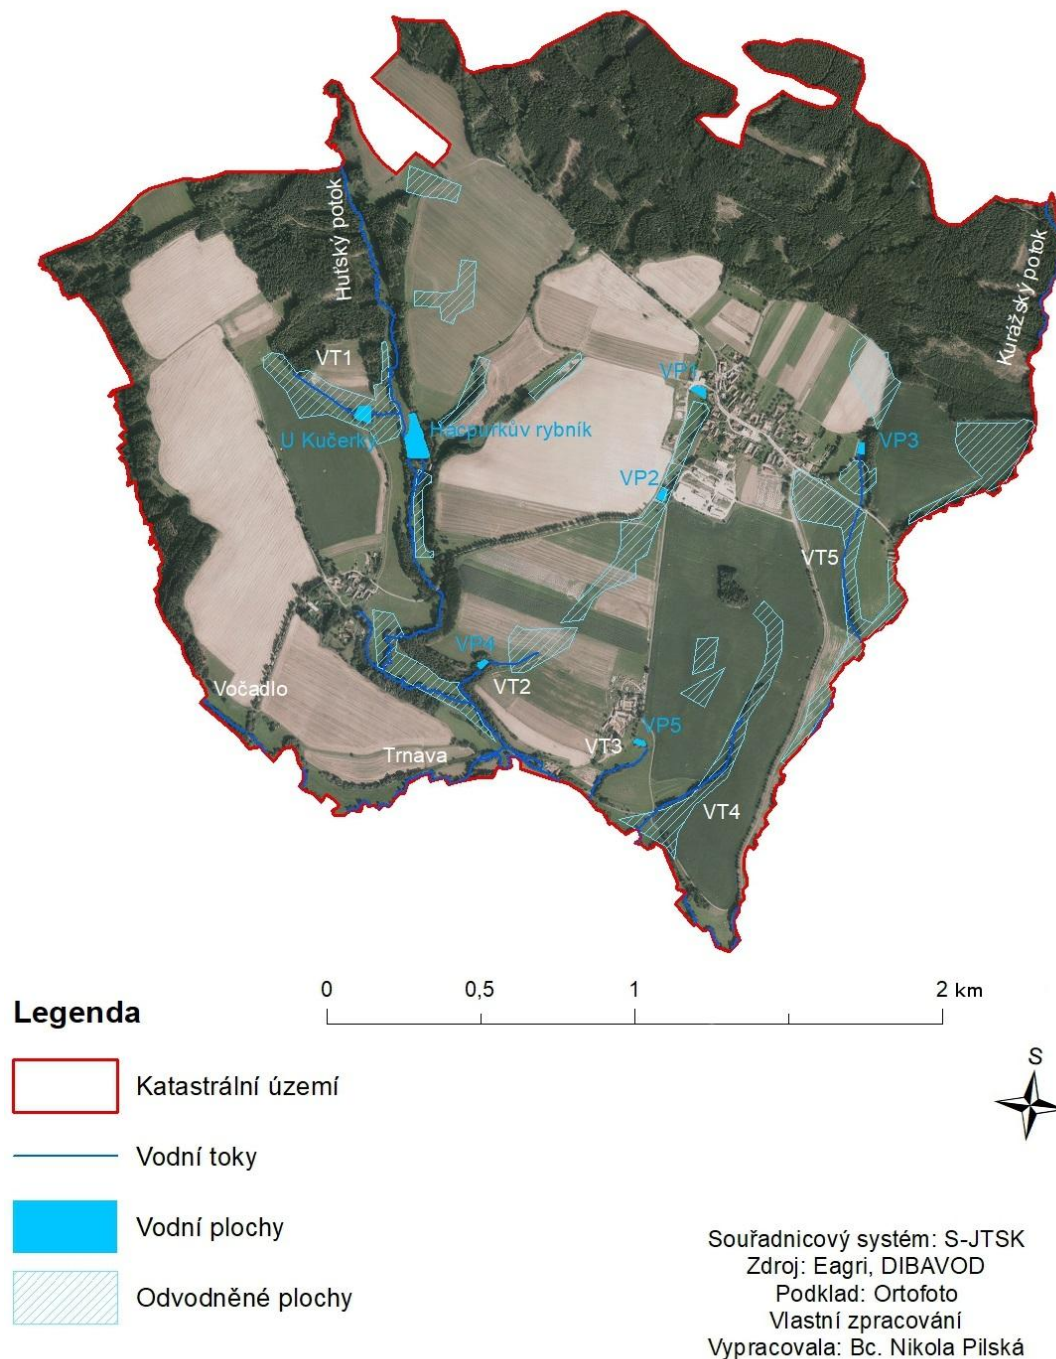 Huťský potok
Kurážský potok
VT1
VP1
U Kučerky
Hacpurkův rybník
VP3
VP2
VT5
VP4
VT2
Vočadlo
VP5
VT3
Trnava
VT4
0 0,5 1 2 km
Legenda
S
Katastrální území
Vodní toky
Vodní plochy
Odvodněné plochy
Souřadnicový systém: S-JTSK
Zdroj: Eagri, DIBAVOD
Podklad: Ortofoto
Vlastní zpracování
Vypracovala: Bc. Nikola Pilská